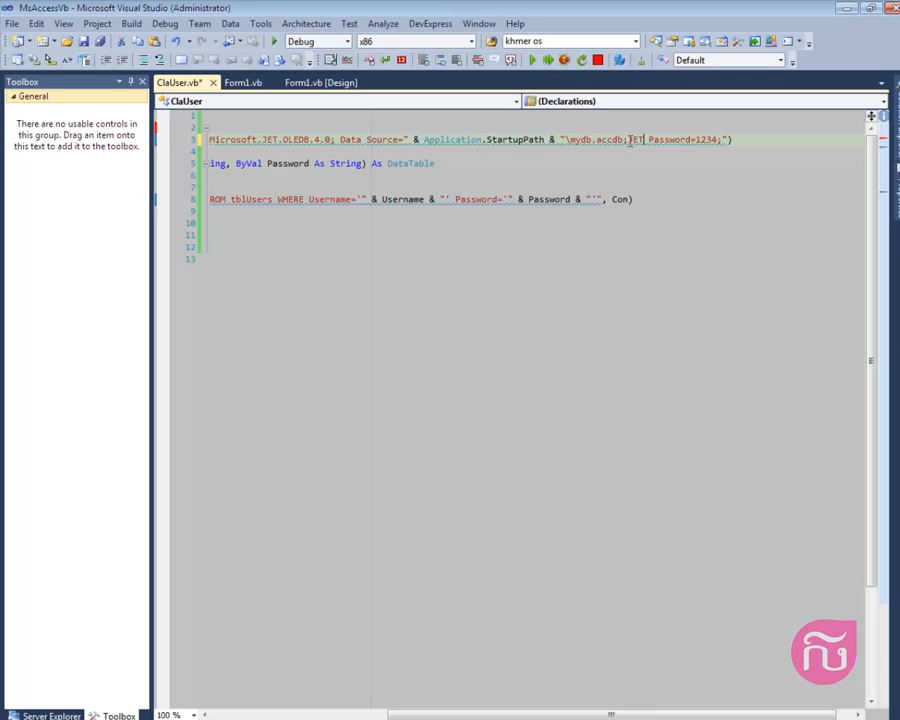 MsAccessVb - Microsoft Visual Studio (Administrator)
File Edit View Project Build Debug Team Data Tools Architecture Test Analyze DevExpress Window Help
Debug x86 khmer os
Default
Toolbox
General
There are no usable controls in
this group. Drag an item onto
this text to add it to the toolbox.
ClaUser.vb* Form1.vb Form1.vb [Design]
ClaUser (Declarations)
1
2
3 Microsoft.JET.OLEDB.4.0; Data Source=" & Application.StartupPath & "\mydb.accdb;JET Password=1234;")
4
5 ing, ByVal Password As String) As DataTable
6
7
8 ROM tblUsers WHERE Username='" & Username & "' Password='" & Password & "'", Con)
9
10
11
12
13
២៊
100 %
Server Explorer Toolbox